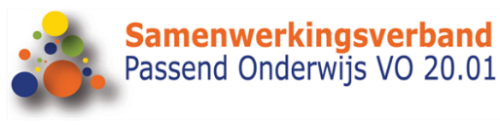 Samenwerkingsverband
Passend Onderwijs VO 20.01